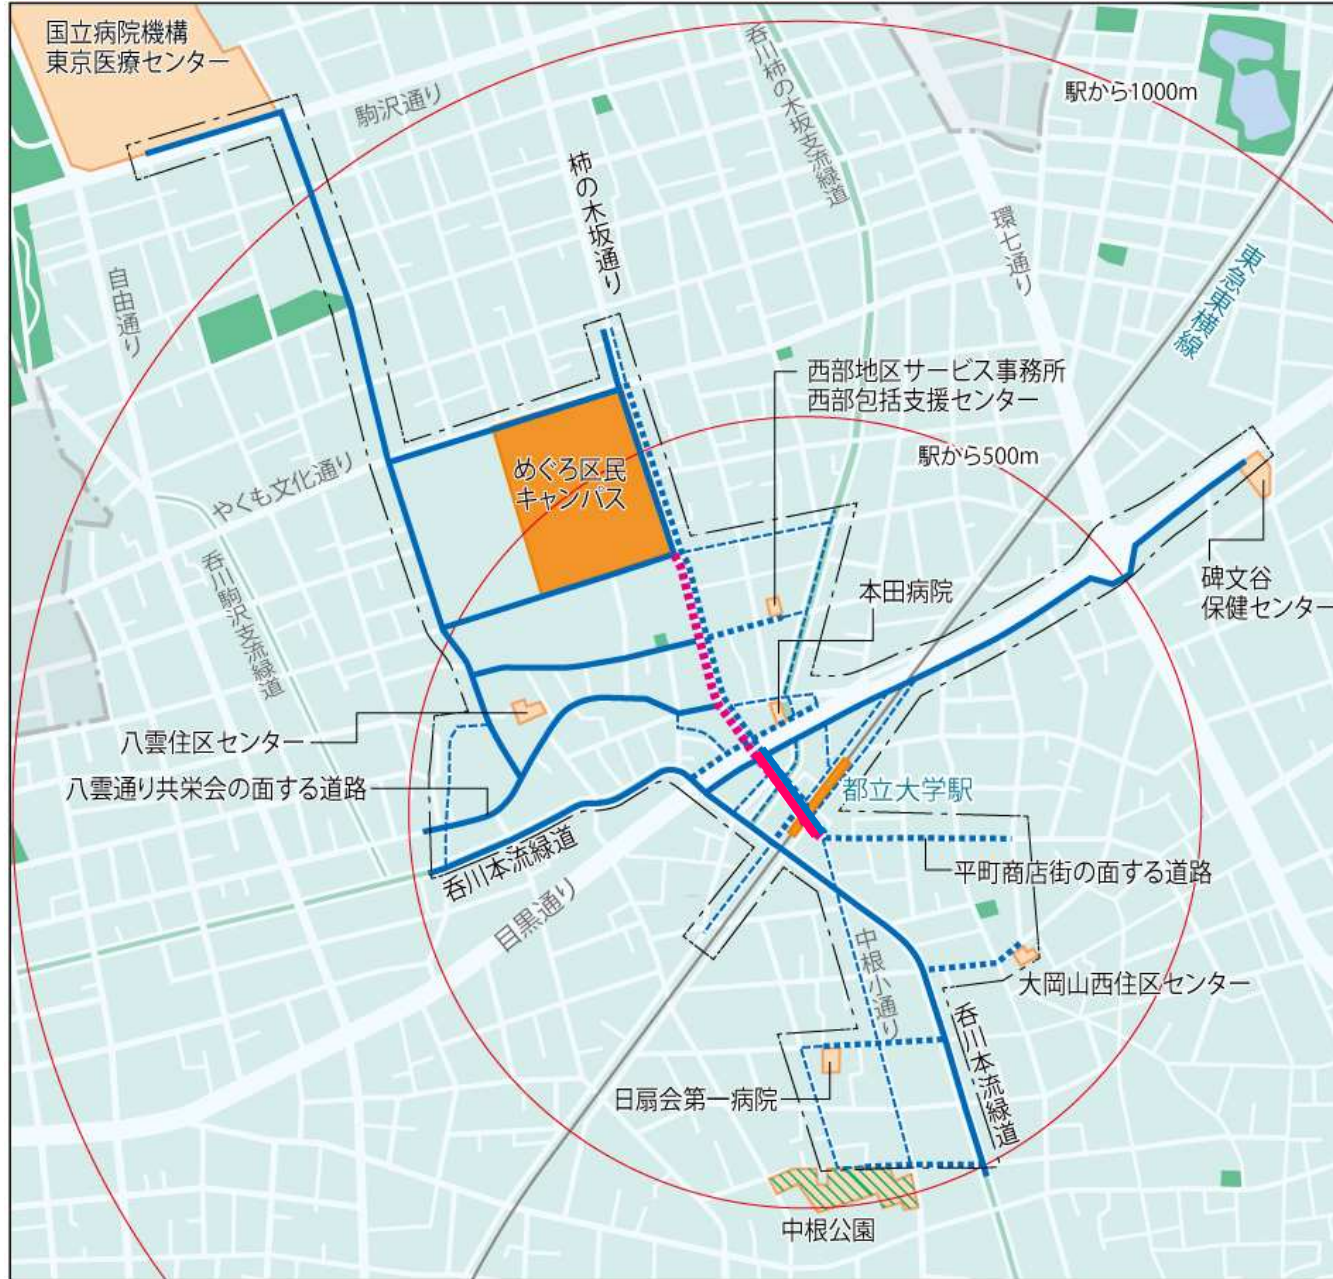 国立病院機構
東京医療センター
駒沢通り
呑川柿の木坂支流緑道
駅から1000m
柿の木坂通り
環七通り
東急東横線
自由通り
西部地区サービス事務所
西部包括支援センター
駅から500m
めぐろ区民
キャンパス
やくも文化通り
呑川駒沢支流緑道
本田病院
碑文谷
保健センター
八雲住区センター
八雲通り共栄会の面する道路
都立大学駅
呑川本流緑道
平町商店街の面する道路
目黒通り
中根小通り
大岡山西住区センター
呑川本流緑道
日扇会第一病院
中根公園